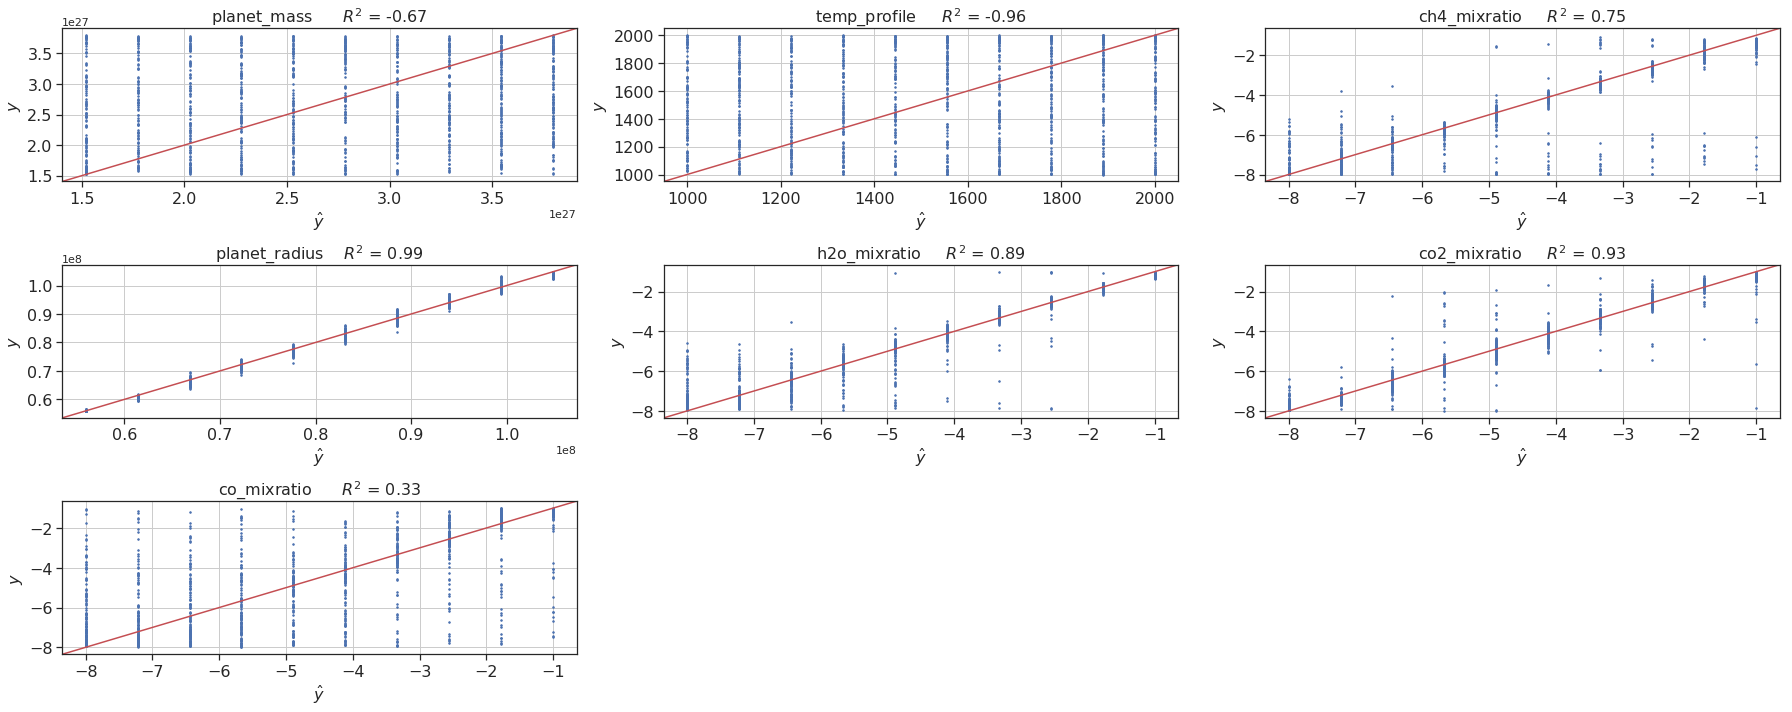 planet_mass R² = -0.67
1e27
3.5
3.0
2.5
2.0
1.5
y
1.5 2.0 2.5 3.0 3.5
1e27
ŷ
temp_profile R² = -0.96
2000
1800
1600
1400
1200
1000
y
1000 1200 1400 1600 1800 2000
ŷ
ch4_mixratio R² = 0.75
−2
−4
−6
−8
y
−8 −7 −6 −5 −4 −3 −2 −1
ŷ
planet_radius R² = 0.99
1e8
1.0
0.9
0.8
0.7
0.6
y
0.6 0.7 0.8 0.9 1.0
1e8
ŷ
h2o_mixratio R² = 0.89
−2
−4
−6
−8
y
−8 −7 −6 −5 −4 −3 −2 −1
ŷ
co2_mixratio R² = 0.93
−2
−4
−6
−8
y
−8 −7 −6 −5 −4 −3 −2 −1
ŷ
co_mixratio R² = 0.33
−2
−4
−6
−8
y
−8 −7 −6 −5 −4 −3 −2 −1
ŷ